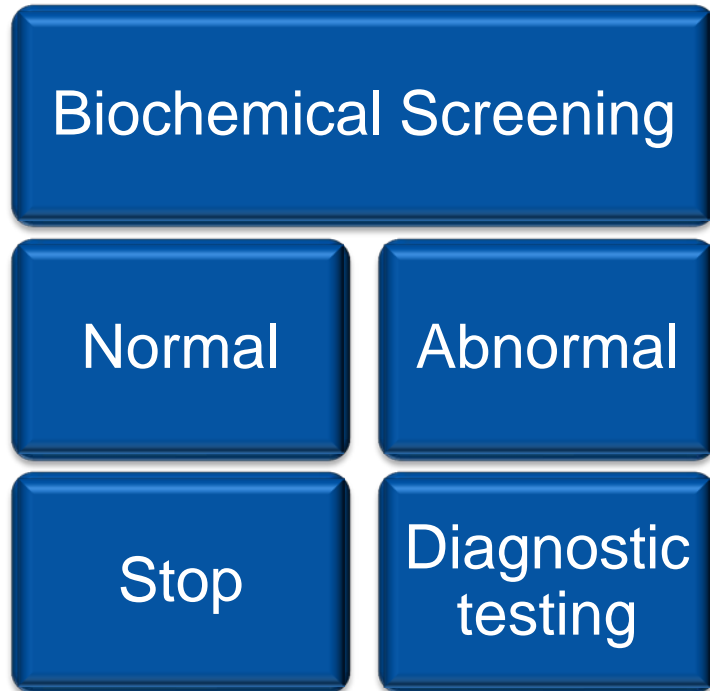 Biochemical Screening
Normal
Abnormal
Stop
Diagnostic
testing